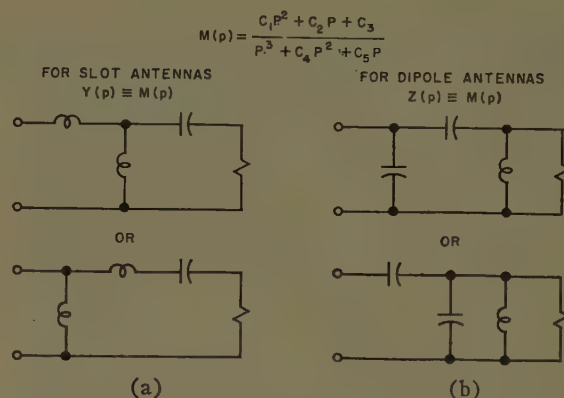 M(p) = C₁P² + C₂P + C₃ / P³ + C₄P² + C₅P
FOR SLOT ANTENNAS
Y(p) ≡ M(p)
OR
(a)
FOR DIPOLE ANTENNAS
Z(p) ≡ M(p)
OR
(b)